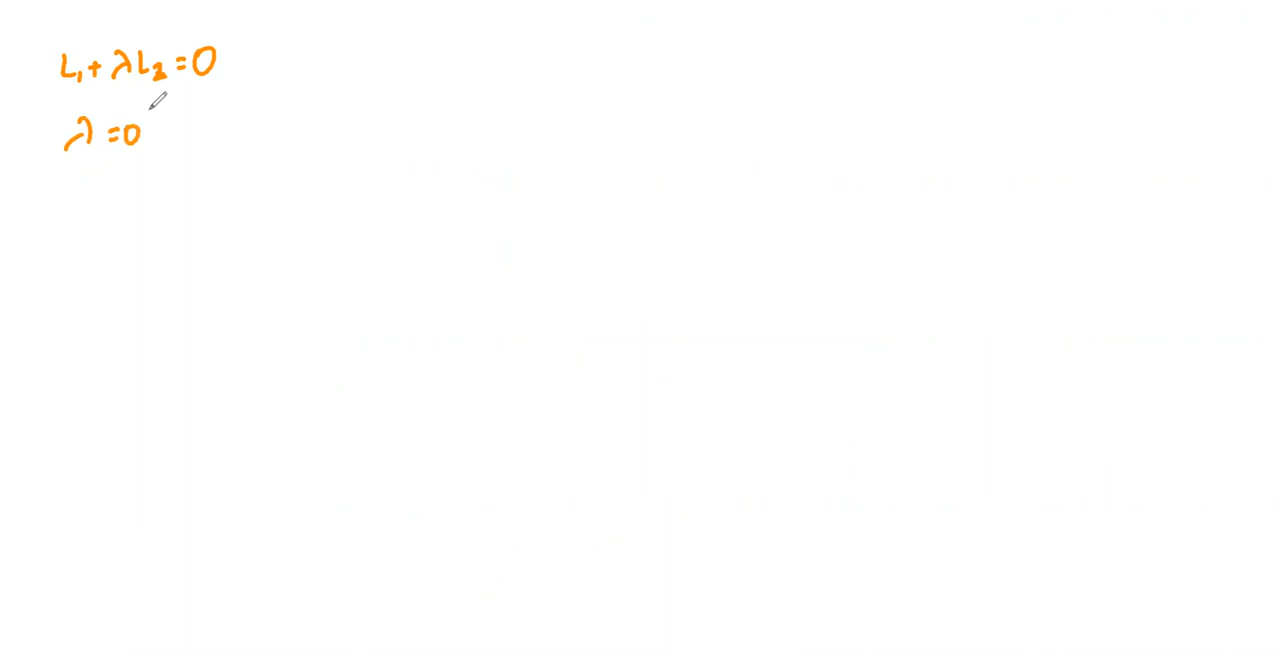 L₁ + λL₂ = 0
λ = 0